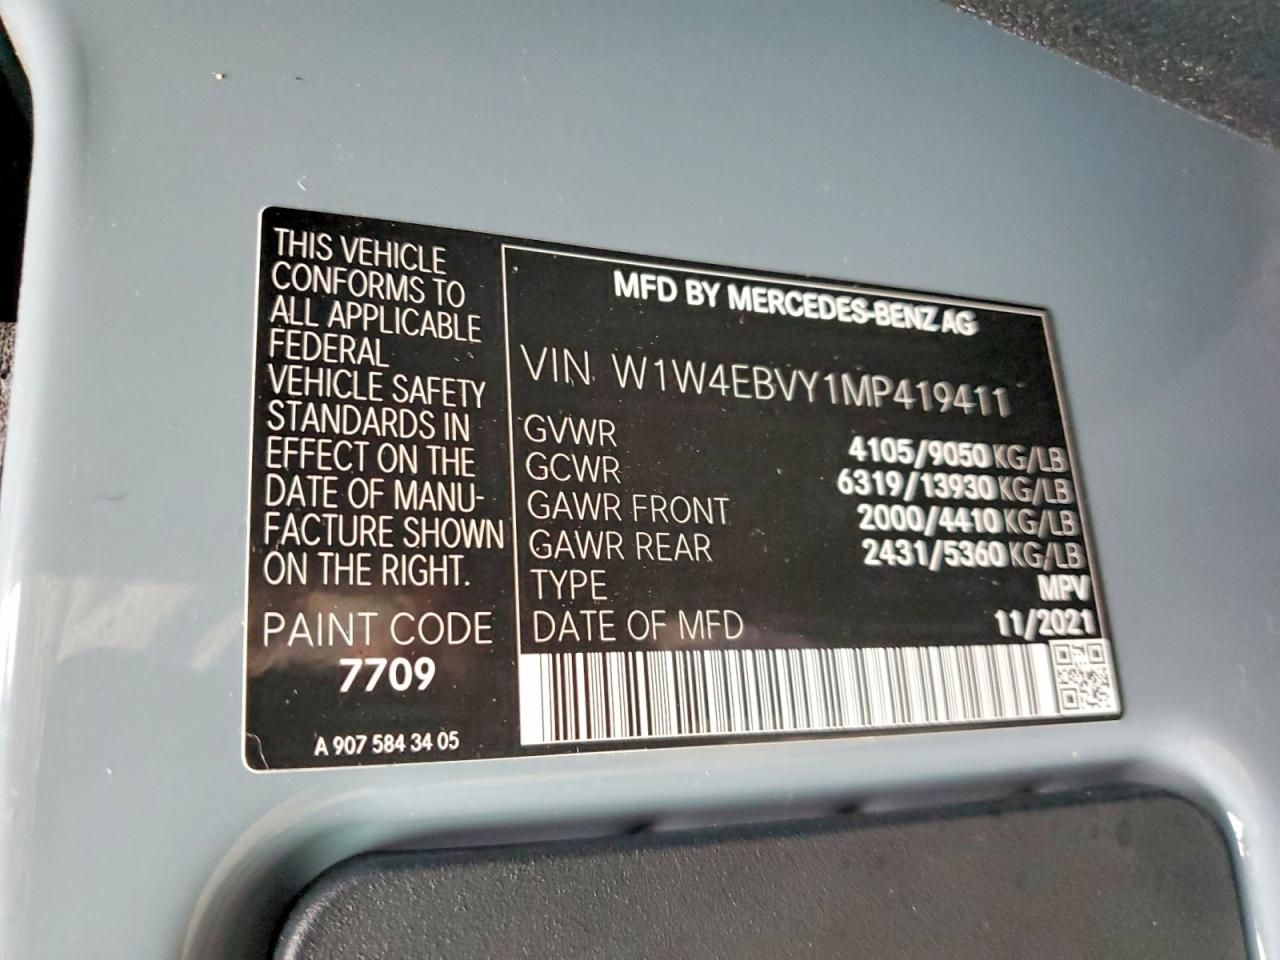 THIS VEHICLE
CONFORMS TO
ALL APPLICABLE
FEDERAL
VEHICLE SAFETY
STANDARDS IN
EFFECT ON THE
DATE OF MANU-
FACTURE SHOWN
ON THE RIGHT.
PAINT CODE
7709
A 907 584 34 05
MFD BY MERCEDES-BENZ AG
VIN W1W4EBVY1MP419411
GVWR 4105/9050 KG/LB
GCWR 6319/13930 KG/LB
GAWR FRONT 2000/4410 KG/LB
GAWR REAR 2431/5360 KG/LB
TYPE MPV
DATE OF MFD 11/2021